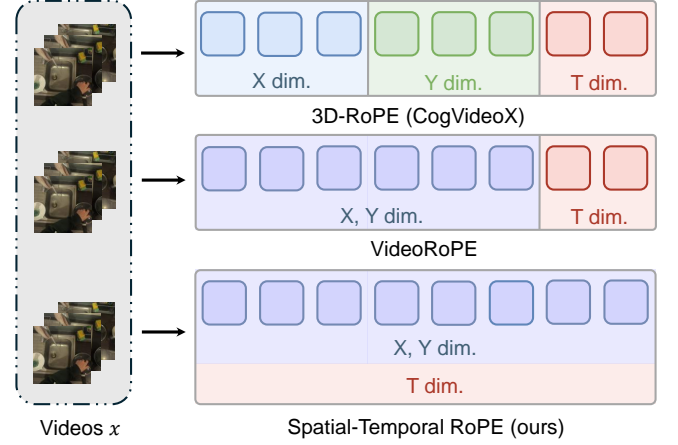 X dim. Y dim. T dim.
3D-RoPE (CogVideoX)
X, Y dim. T dim.
VideoRoPE
X, Y dim.
T dim.
Videos x Spatial-Temporal RoPE (ours)